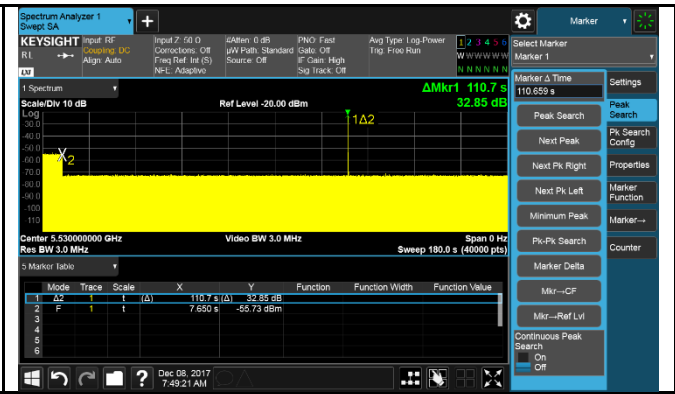 Spectrum Analyzer 1
Swept SA
+
Marker
KEYSIGHT
Input: RF
Input Z: 50 Ω
#Atten: 0 dB
PNO: Fast
Avg Type: Log-Power
1 2 3 4 5 6
RL
Coupling: DC
Corrections: Off
µW Path: Standard
Gate: Off
Trig: Free Run
W W W W W W
Align: Auto
Freq Ref: Int (S)
Source: Off
IF Gain: High
NFE: Adaptive
Sig Track: Off
N N N N N N
LXI
Select Marker
Marker 1
1 Spectrum
ΔMkr1 110.7 s
Scale/Div 10 dB
Ref Level -20.00 dBm
32.85 dB
Log
-30.0
-40.0
-50.0
-60.0
-70.0
-80.0
-90.0
-100
-110
1Δ2
X2
Center 5.530000000 GHz
Video BW 3.0 MHz
Span 0 Hz
Res BW 3.0 MHz
Sweep 180.0 s (40000 pts)
5 Marker Table
Mode Trace Scale X Y Function Function Width Function Value
1 Δ2 1 t (Δ) 110.7 s (Δ) 32.85 dB
2 F 1 t 7.650 s -55.73 dBm
3
4
5
6
Marker Δ Time
110.659 s
Peak Search
Next Peak
Next Pk Right
Next Pk Left
Minimum Peak
Pk-Pk Search
Marker Delta
Mkr→CF
Mkr→Ref Lvl
Continuous Peak
Search
On
Off
Settings
Peak
Search
Pk Search
Config
Properties
Marker
Function
Marker→
Counter
?
Dec 08, 2017
7:49:21 AM